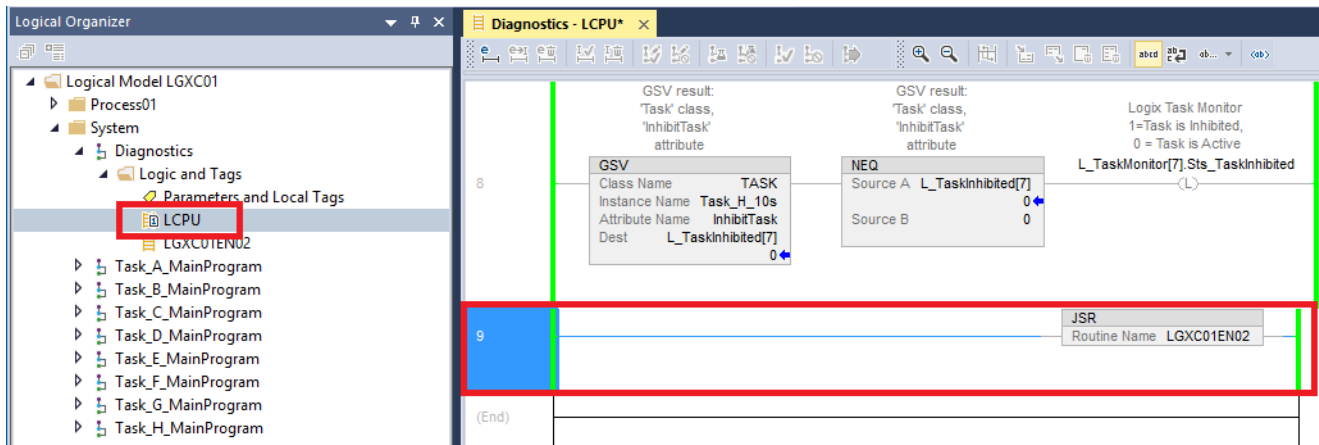 Logical Organizer
Logical Model LGXC01
Process01
System
Diagnostics
Logic and Tags
Parameters and Local Tags
LCPU
LGXC01EN02
Task_A_MainProgram
Task_B_MainProgram
Task_C_MainProgram
Task_D_MainProgram
Task_E_MainProgram
Task_F_MainProgram
Task_G_MainProgram
Task_H_MainProgram
Diagnostics - LCPU*
abcd ab ab... <ab>
GSV result:
'Task' class,
'InhibitTask'
attribute
GSV
Class Name TASK
Instance Name Task_H_10s
Attribute Name InhibitTask
Dest L_TaskInhibited[7]
0
GSV result:
'Task' class,
'InhibitTask'
attribute
NEQ
Source A L_TaskInhibited[7]
0
Source B 0
Logix Task Monitor
1=Task is Inhibited,
0 = Task is Active
L_TaskMonitor[7].Sts_TaskInhibited
L
8
9
JSR
Routine Name LGXC01EN02
(End)